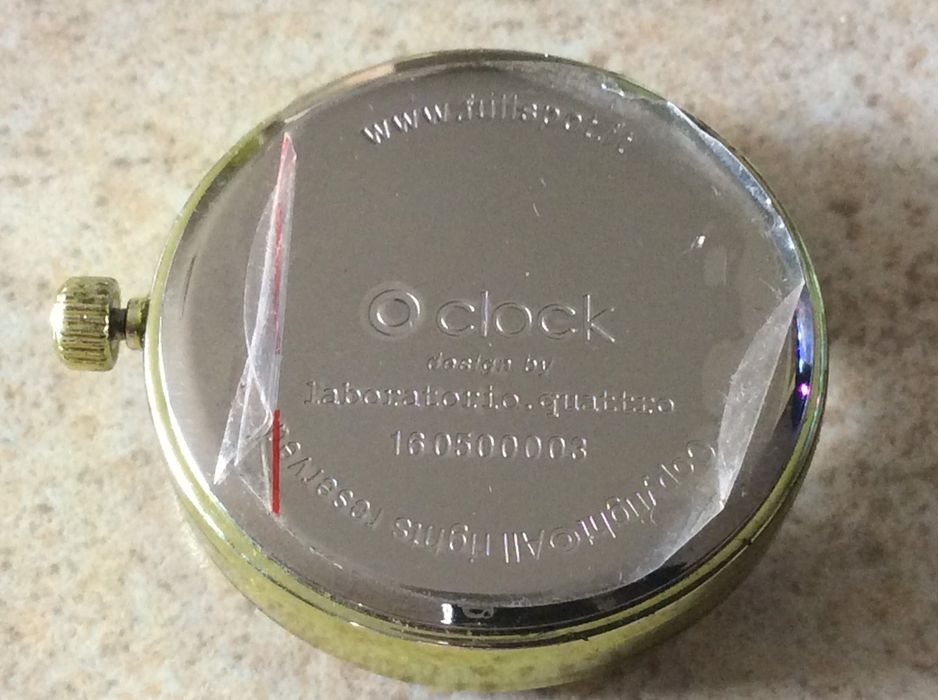 www.fullspot.it
O clock
design by
laboratorio.quattro
160500003
Copyright©All rights reserved